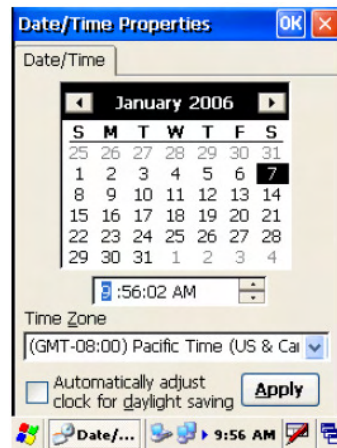 Date/Time Properties OK
Date/Time
January 2006
S M T W T F S
25 26 27 28 29 30 31
1 2 3 4 5 6 7
8 9 10 11 12 13 14
15 16 17 18 19 20 21
22 23 24 25 26 27 28
29 30 31 1 2 3 4
9 :56:02 AM
Time Zone
(GMT-08:00) Pacific Time (US & Ca
Automatically adjust
clock for daylight saving
Apply
Date/... 9:56 AM